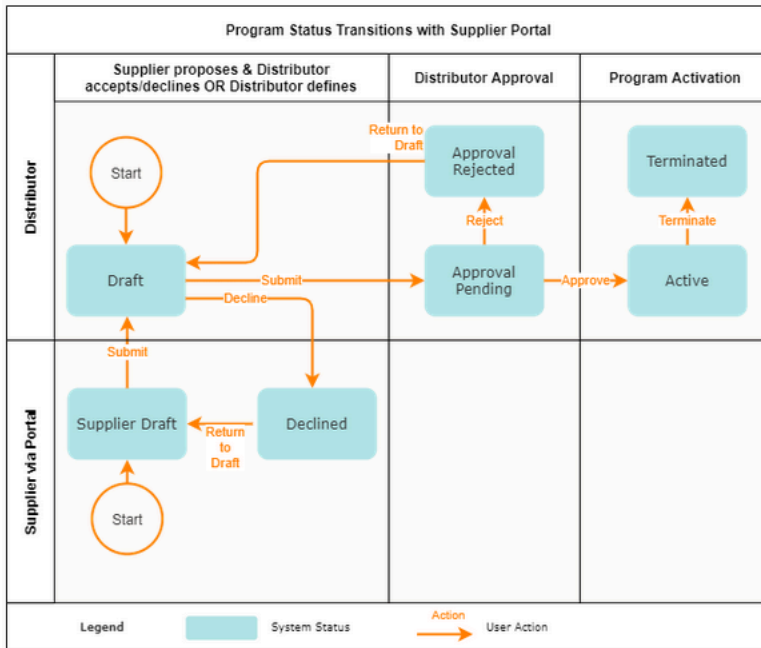 Program Status Transitions with Supplier Portal
Supplier proposes & Distributor
accepts/declines OR Distributor defines
Distributor Approval
Program Activation
Distributor
Start
Return to
Draft
Approval
Rejected
Terminated
Reject
Terminate
Draft
Submit
Approval
Pending
Approve
Active
Decline
Submit
Supplier via Portal
Supplier Draft
Return
to
Draft
Declined
Start
Legend
System Status
Action
User Action